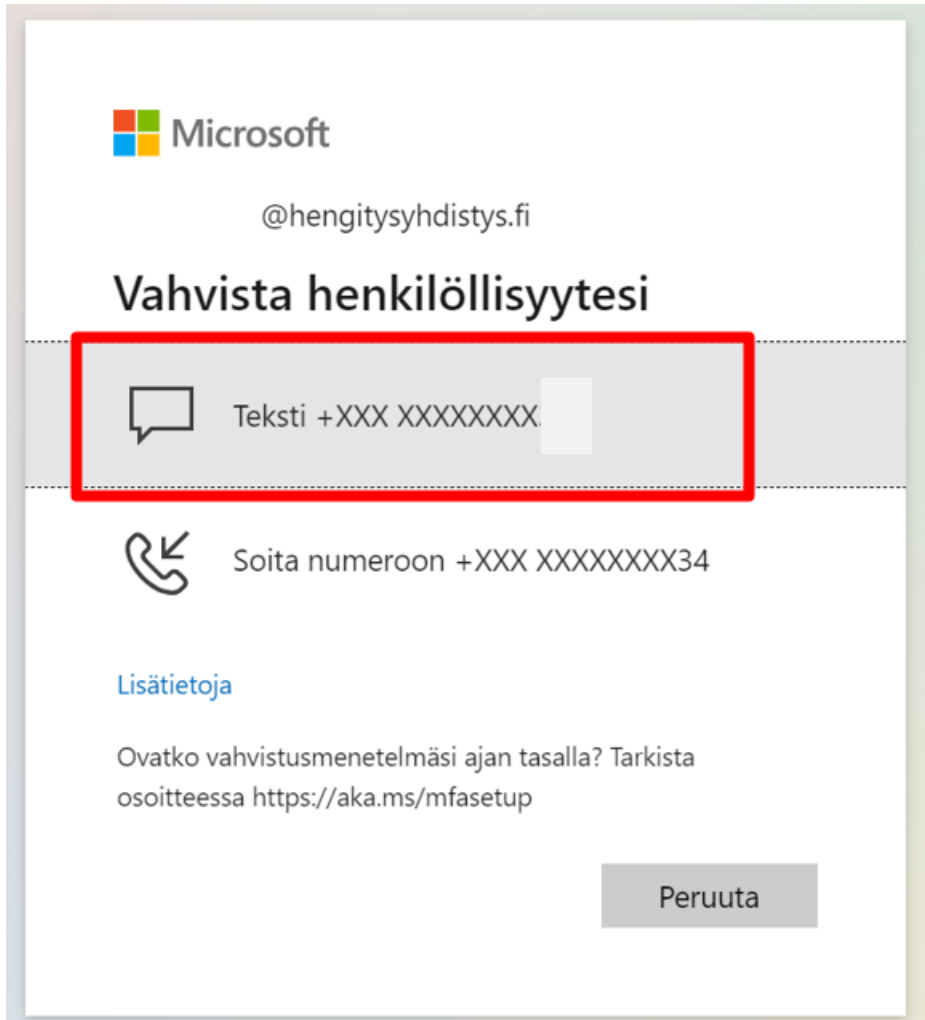 Microsoft
@hengitysyhdistys.fi
Vahvista henkilöllisyytesi
Teksti +XXX XXXXXXXX
Soita numeroon +XXX XXXXXXXX34
Lisätietoja
Ovatko vahvistusmenetelmäsi ajan tasalla? Tarkista
osoitteessa https://aka.ms/mfasetup
Peruuta